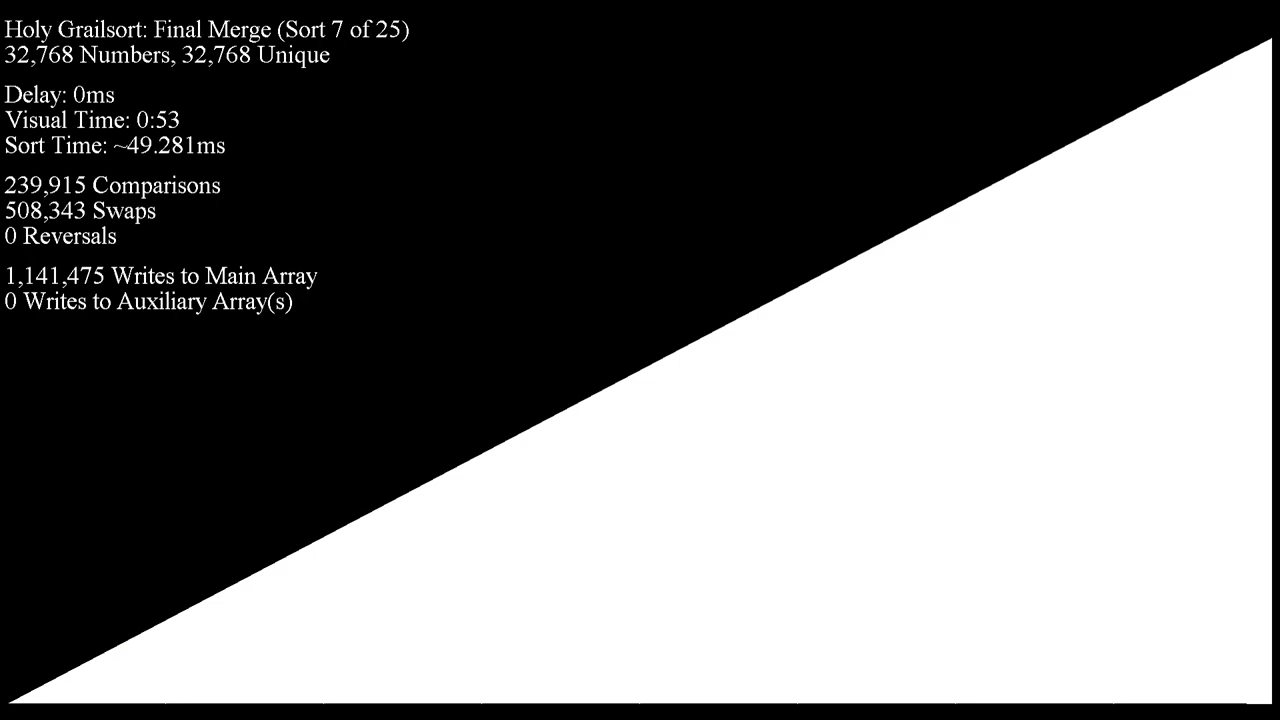 Holy Grailsort: Final Merge (Sort 7 of 25)
32,768 Numbers, 32,768 Unique
Delay: 0ms
Visual Time: 0:53
Sort Time: ~49.281ms
239,915 Comparisons
508,343 Swaps
0 Reversals
1,141,475 Writes to Main Array
0 Writes to Auxiliary Array(s)